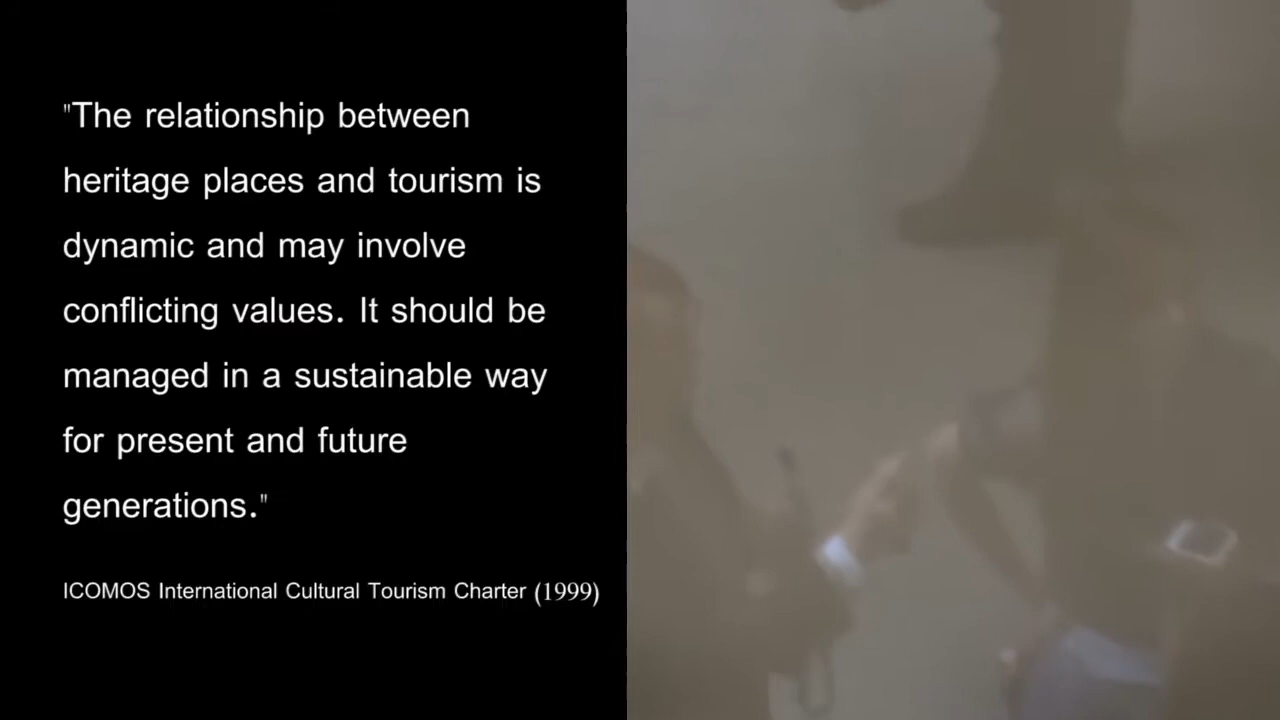 "The relationship between
heritage places and tourism is
dynamic and may involve
conflicting values. It should be
managed in a sustainable way
for present and future
generations."
ICOMOS International Cultural Tourism Charter (1999)